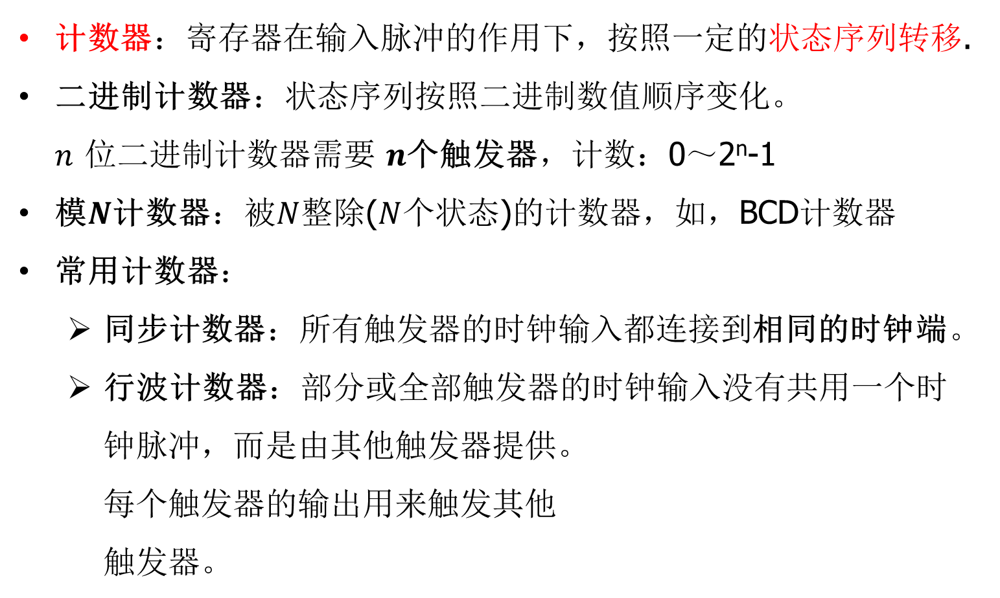 • 计数器：寄存器在输入脉冲的作用下，按照一定的状态序列转移.
• 二进制计数器：状态序列按照二进制数值顺序变化。
n 位二进制计数器需要 n个触发器，计数：0～2ⁿ-1
• 模N计数器：被N整除(N个状态)的计数器，如，BCD计数器
• 常用计数器：
➢ 同步计数器：所有触发器的时钟输入都连接到相同的时钟端。
➢ 行波计数器：部分或全部触发器的时钟输入没有共用一个时
钟脉冲，而是由其他触发器提供。
每个触发器的输出用来触发其他
触发器。